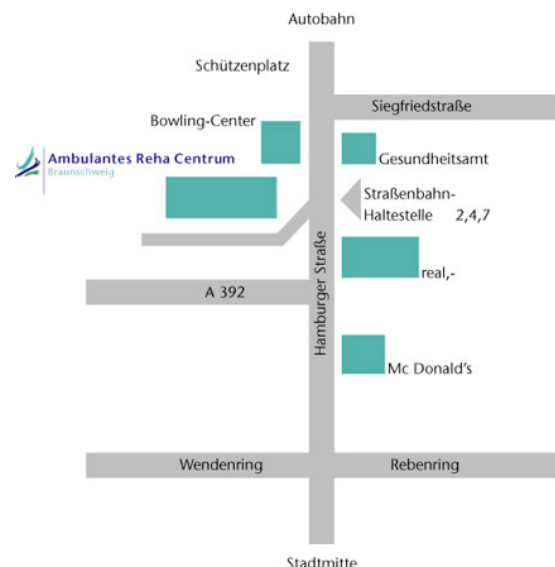 Autobahn
Schützenplatz
Siegfriedstraße
Bowling-Center
Ambulantes Reha Centrum
Braunschweig
Gesundheitsamt
Straßenbahn-
Haltestelle 2,4,7
Hamburger Straße
real,-
A 392
Mc Donald's
Wendenring
Rebenring
Stadtmitte